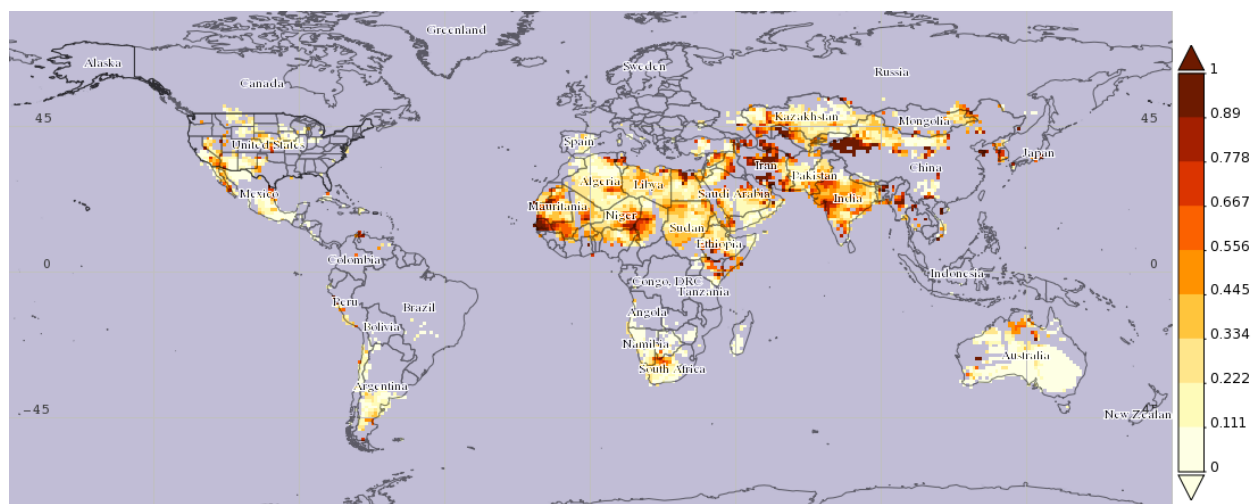 Greenland
Alaska
Sweden
Russia
Canada
1
0.89
45
Kazakhstan
Mongolia
45
Spain
United States
Japan
0.778
Iran
China
Pakistan
Algeria
Libya
0.667
Mexico
Saudi Arabia
India
Mauritania
Niger
Sudan
0.556
Ethiopia
0
Colombia
0
Congo, DRC
Indonesia
0.445
Tanzania
Peru
Brazil
Angola
0.334
Bolivia
Namibia
Australia
South Africa
0.222
Argentina
-45
New Zealan
0.111
0